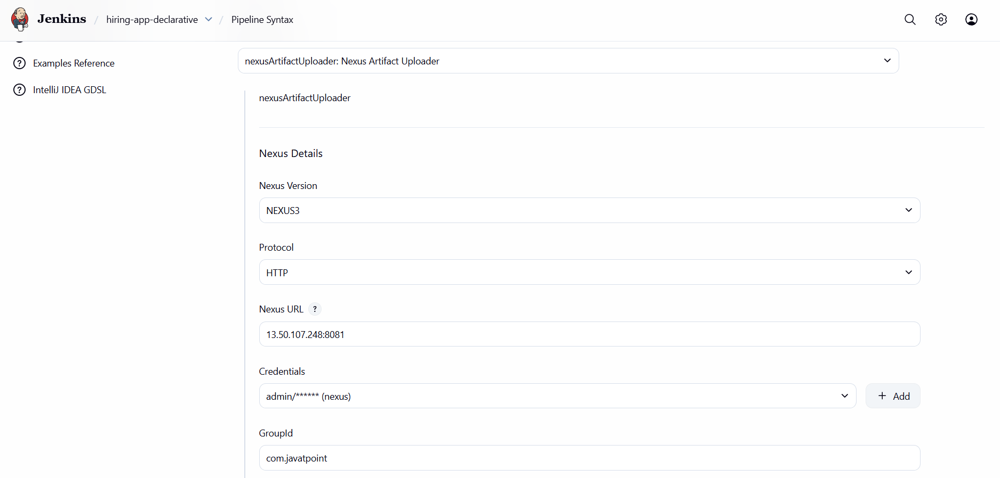 Jenkins / hiring-app-declarative / Pipeline Syntax
Examples Reference
IntelliJ IDEA GDSL
nexusArtifactUploader: Nexus Artifact Uploader
nexusArtifactUploader
Nexus Details
Nexus Version
NEXUS3
Protocol
HTTP
Nexus URL ?
13.50.107.248:8081
Credentials
admin/****** (nexus)
+ Add
GroupId
com.javatpoint